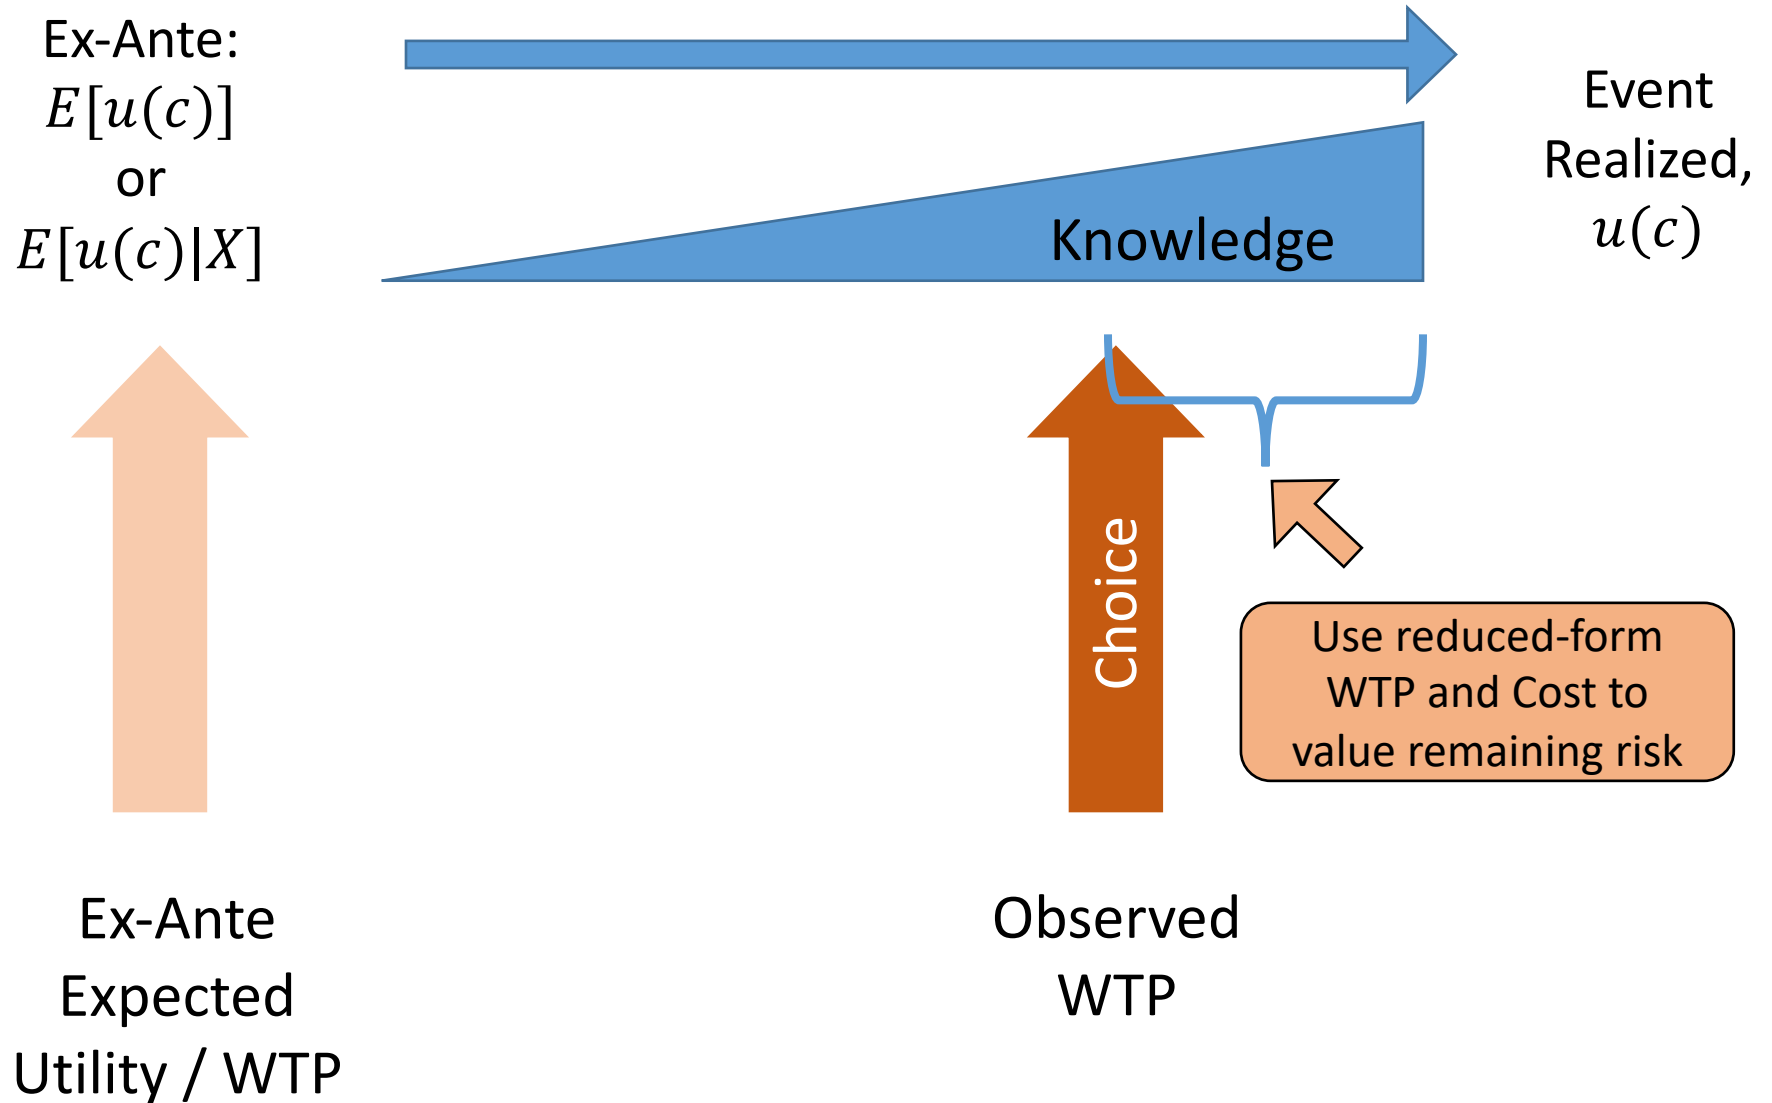 Ex-Ante:
E[u(c)]
or
E[u(c)|X]
Event
Realized,
u(c)
Knowledge
Choice
Use reduced-form
WTP and Cost to
value remaining risk
Ex-Ante
Expected
Utility / WTP
Observed
WTP